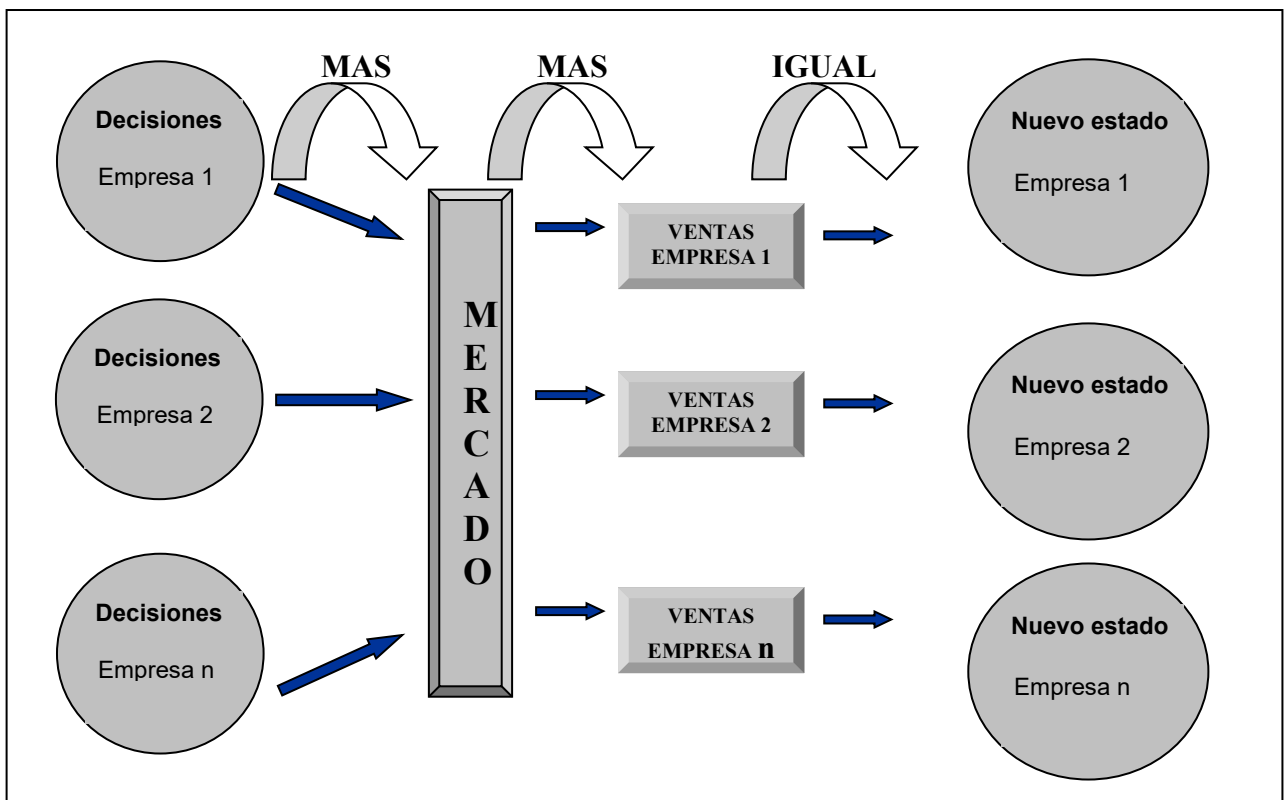 MAS
MAS
IGUAL
Decisiones
Empresa 1
Nuevo estado
Empresa 1
VENTAS
EMPRESA 1
M
E
R
C
A
D
O
Decisiones
Empresa 2
VENTAS
EMPRESA 2
Nuevo estado
Empresa 2
Decisiones
Empresa n
VENTAS
EMPRESA n
Nuevo estado
Empresa n